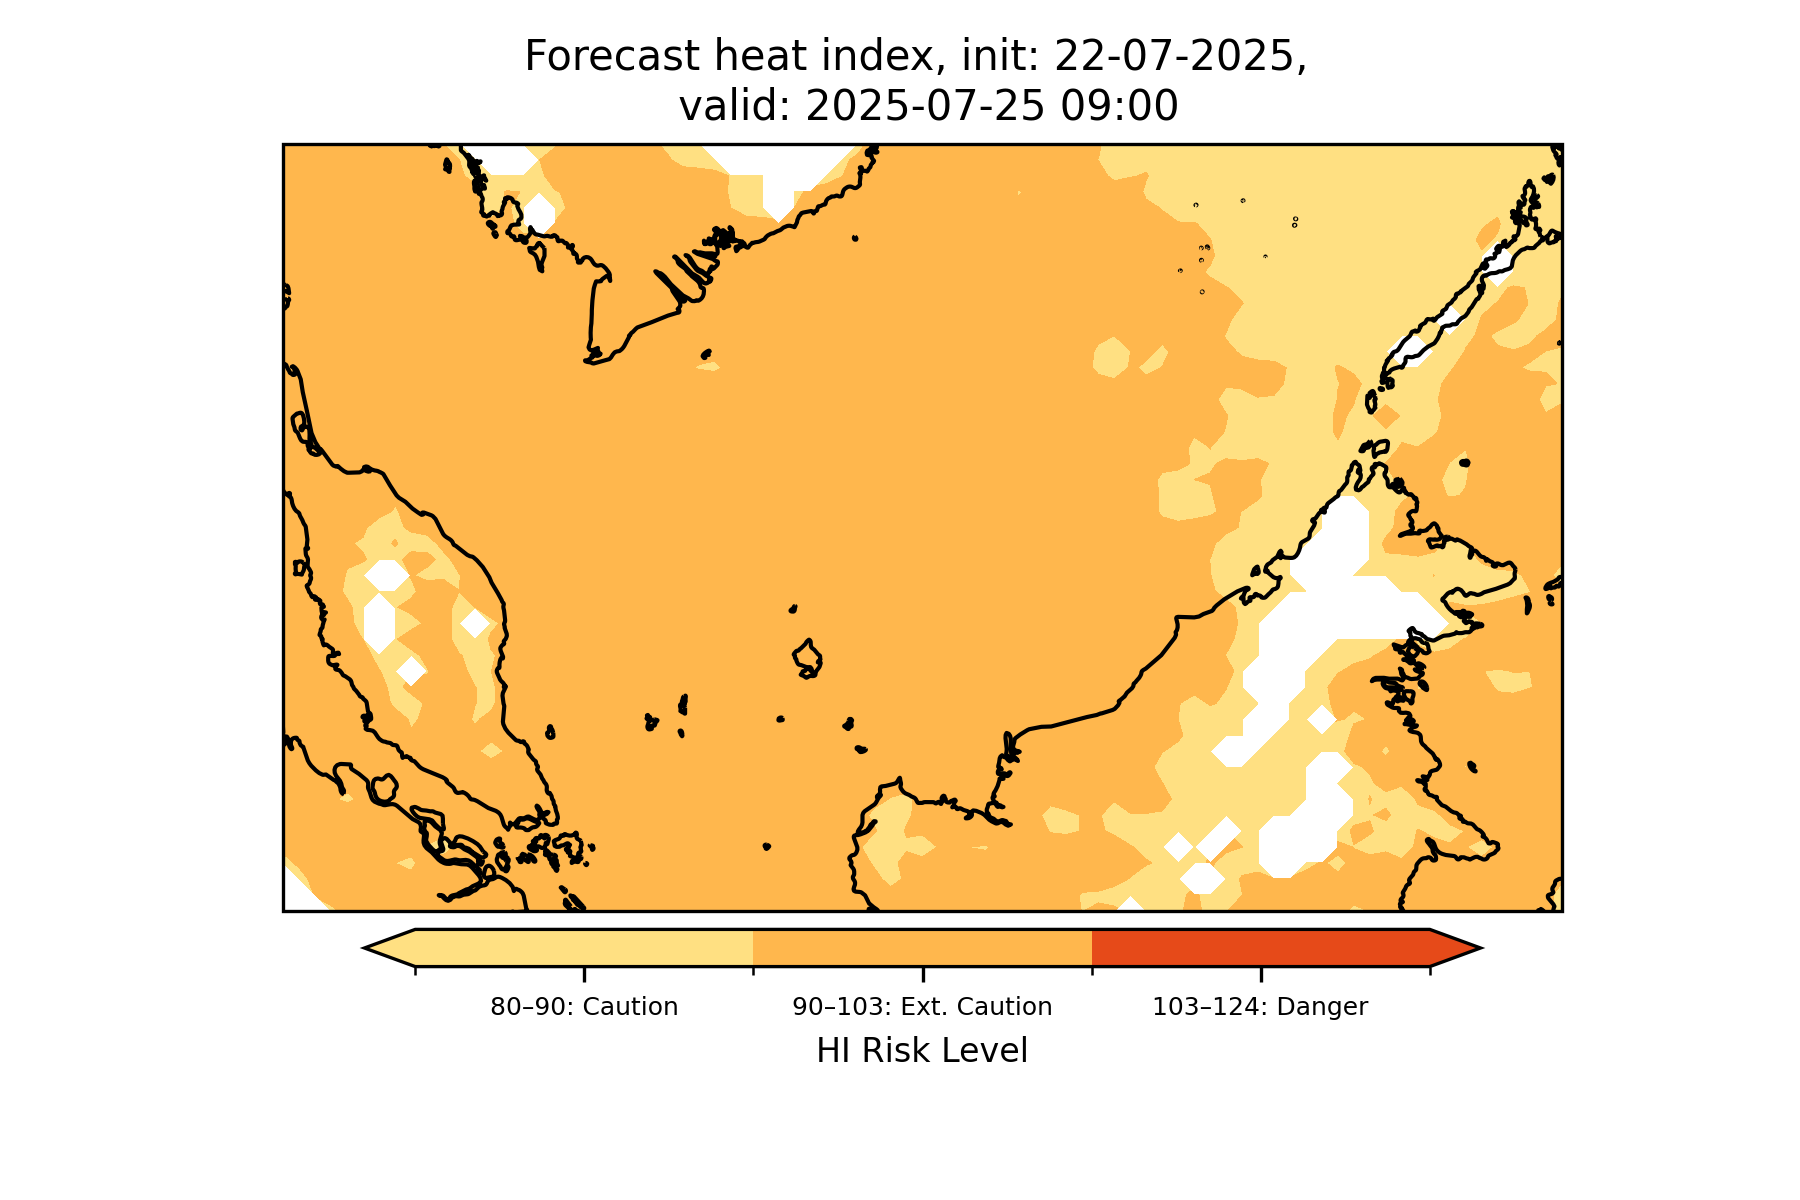 Forecast heat index, init: 22-07-2025,
valid: 2025-07-25 09:00
80–90: Caution
90–103: Ext. Caution
103–124: Danger
HI Risk Level